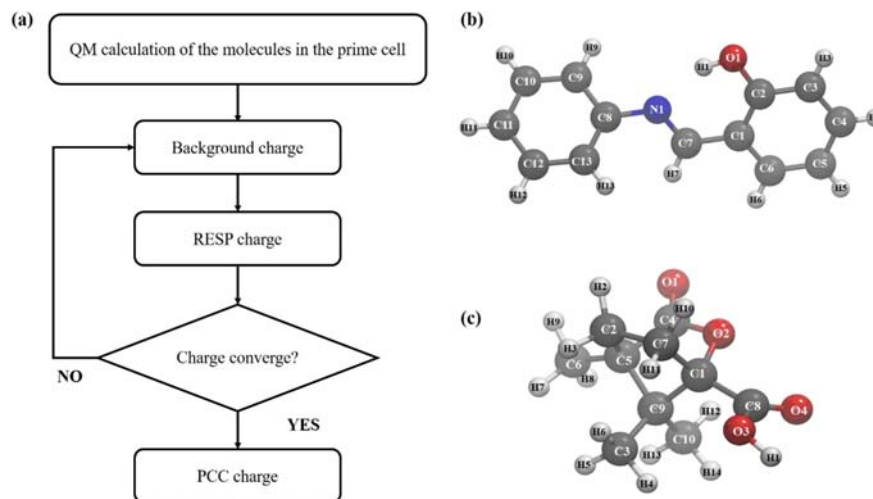 (a)
QM calculation of the molecules in the prime cell
Background charge
RESP charge
Charge converge?
NO
YES
PCC charge
(b)
H10
H9
O1
H3
H1
C10
C9
C2
C3
C11
C8
N1
C4
H11
C7
C1
C12
C13
C6
C5
H12
H13
H7
H6
H5
(c)
O1
H2
H10
H9
C4
C2
O2
H3
C7
C6
C5
H11
C1
H7
H8
C9
C8
O4
H12
H6
C10
O3
C3
H13
H1
H5
H14
H4